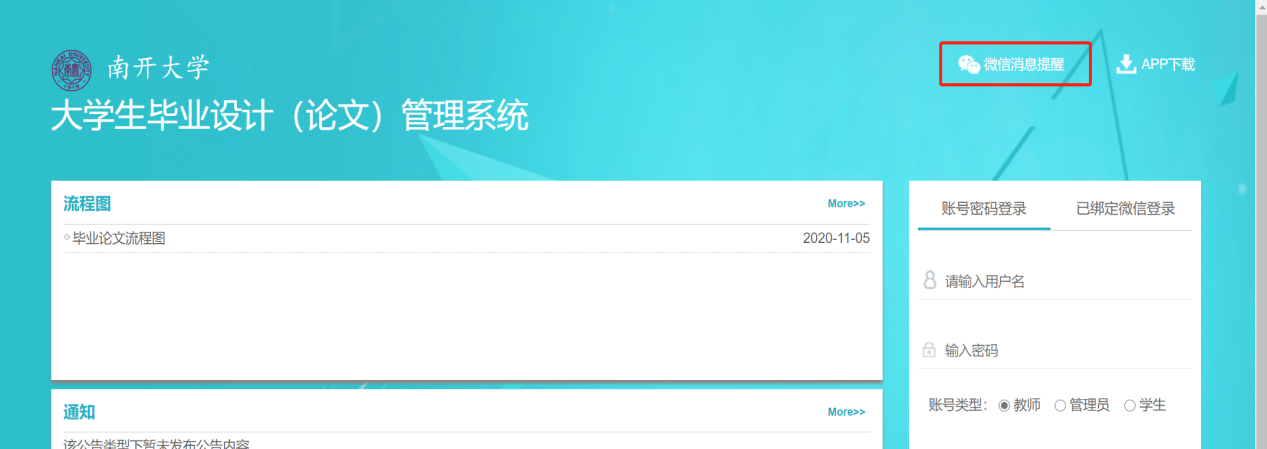 南开大学
微信消息提醒
APP下载
大学生毕业设计（论文）管理系统
流程图
More>>
毕业论文流程图
2020-11-05
通知
More>>
该公告类型下暂未发布公告内容
账号密码登录
已绑定微信登录
请输入用户名
输入密码
账号类型： 教师 管理员 学生